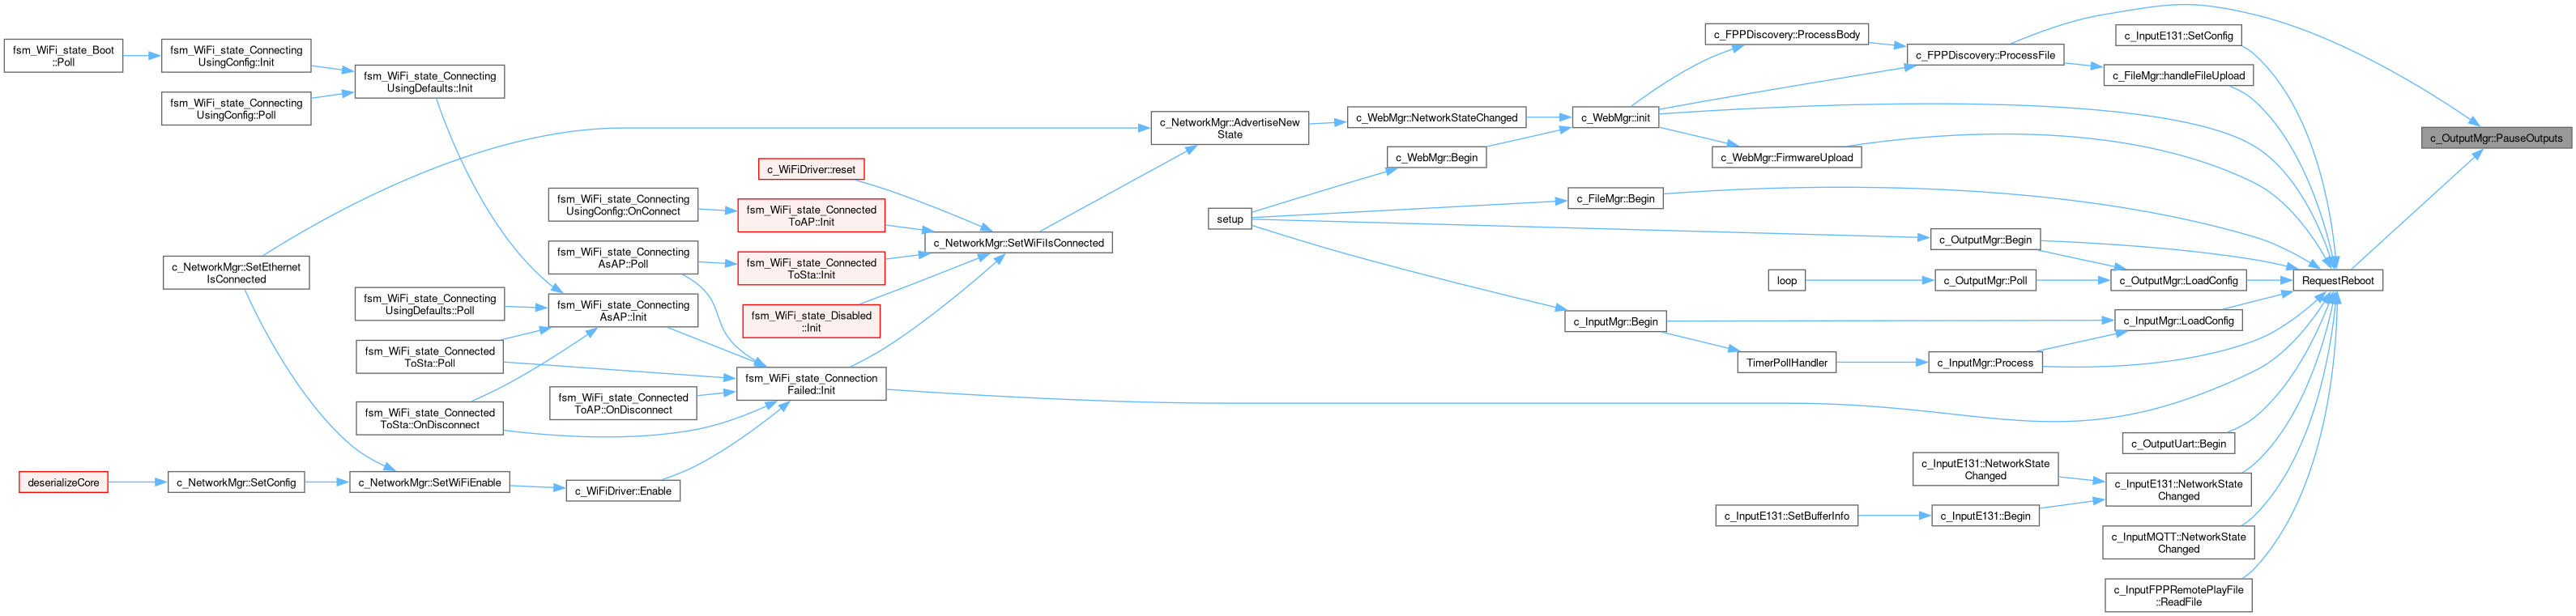 fsm_WiFi_state_Boot
::Poll
fsm_WiFi_state_Connecting
UsingConfig::Init
fsm_WiFi_state_Connecting
UsingConfig::Poll
fsm_WiFi_state_Connecting
UsingDefaults::Init
c_NetworkMgr::SetEthernet
IsConnected
fsm_WiFi_state_Connecting
UsingDefaults::Poll
fsm_WiFi_state_Connected
ToSta::Poll
fsm_WiFi_state_Connected
ToSta::OnDisconnect
deserializeCore
c_NetworkMgr::SetConfig
c_NetworkMgr::SetWiFiEnable
c_WiFiDriver::Enable
fsm_WiFi_state_Connecting
UsingConfig::OnConnect
fsm_WiFi_state_Connecting
AsAP::Poll
fsm_WiFi_state_Connecting
AsAP::Init
fsm_WiFi_state_Connected
ToAP::OnDisconnect
c_WiFiDriver::reset
fsm_WiFi_state_Connected
ToAP::Init
fsm_WiFi_state_Connected
ToSta::Init
fsm_WiFi_state_Disabled
::Init
fsm_WiFi_state_Connection
Failed::Init
c_NetworkMgr::SetWiFiIsConnected
c_NetworkMgr::AdvertiseNew
State
c_WebMgr::NetworkStateChanged
c_WebMgr::Begin
setup
c_WebMgr::init
c_FileMgr::Begin
c_InputMgr::Begin
c_FPPDiscovery::ProcessBody
c_WebMgr::FirmwareUpload
loop
TimerPollHandler
c_InputE131::SetBufferInfo
c_FPPDiscovery::ProcessFile
c_OutputMgr::Begin
c_OutputMgr::Poll
c_InputMgr::Process
c_InputE131::NetworkState
Changed
c_InputE131::Begin
c_InputE131::SetConfig
c_FileMgr::handleFileUpload
c_OutputMgr::LoadConfig
c_InputMgr::LoadConfig
c_OutputUart::Begin
c_InputE131::NetworkState
Changed
c_InputMQTT::NetworkState
Changed
c_InputFPPRemotePlayFile
::ReadFile
RequestReboot
c_OutputMgr::PauseOutputs